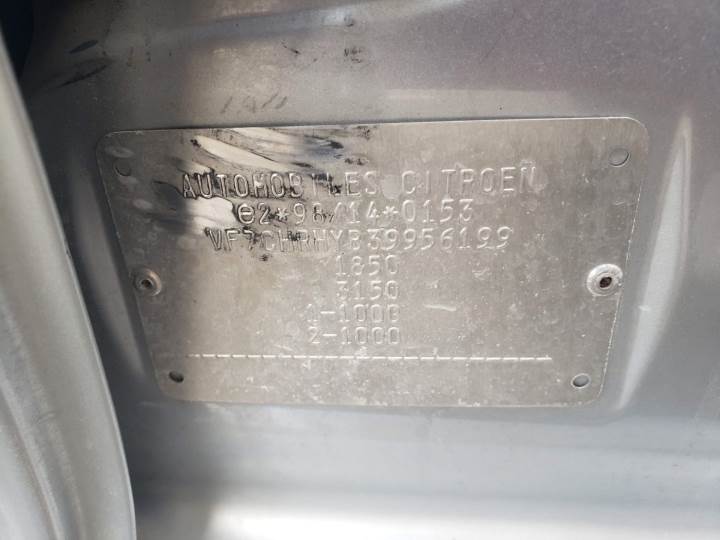 AUTOMOBILES CITROEN
e2*98/14*0153
VF7CHRHYB39956199
1850
3150
1-1000
2-1000